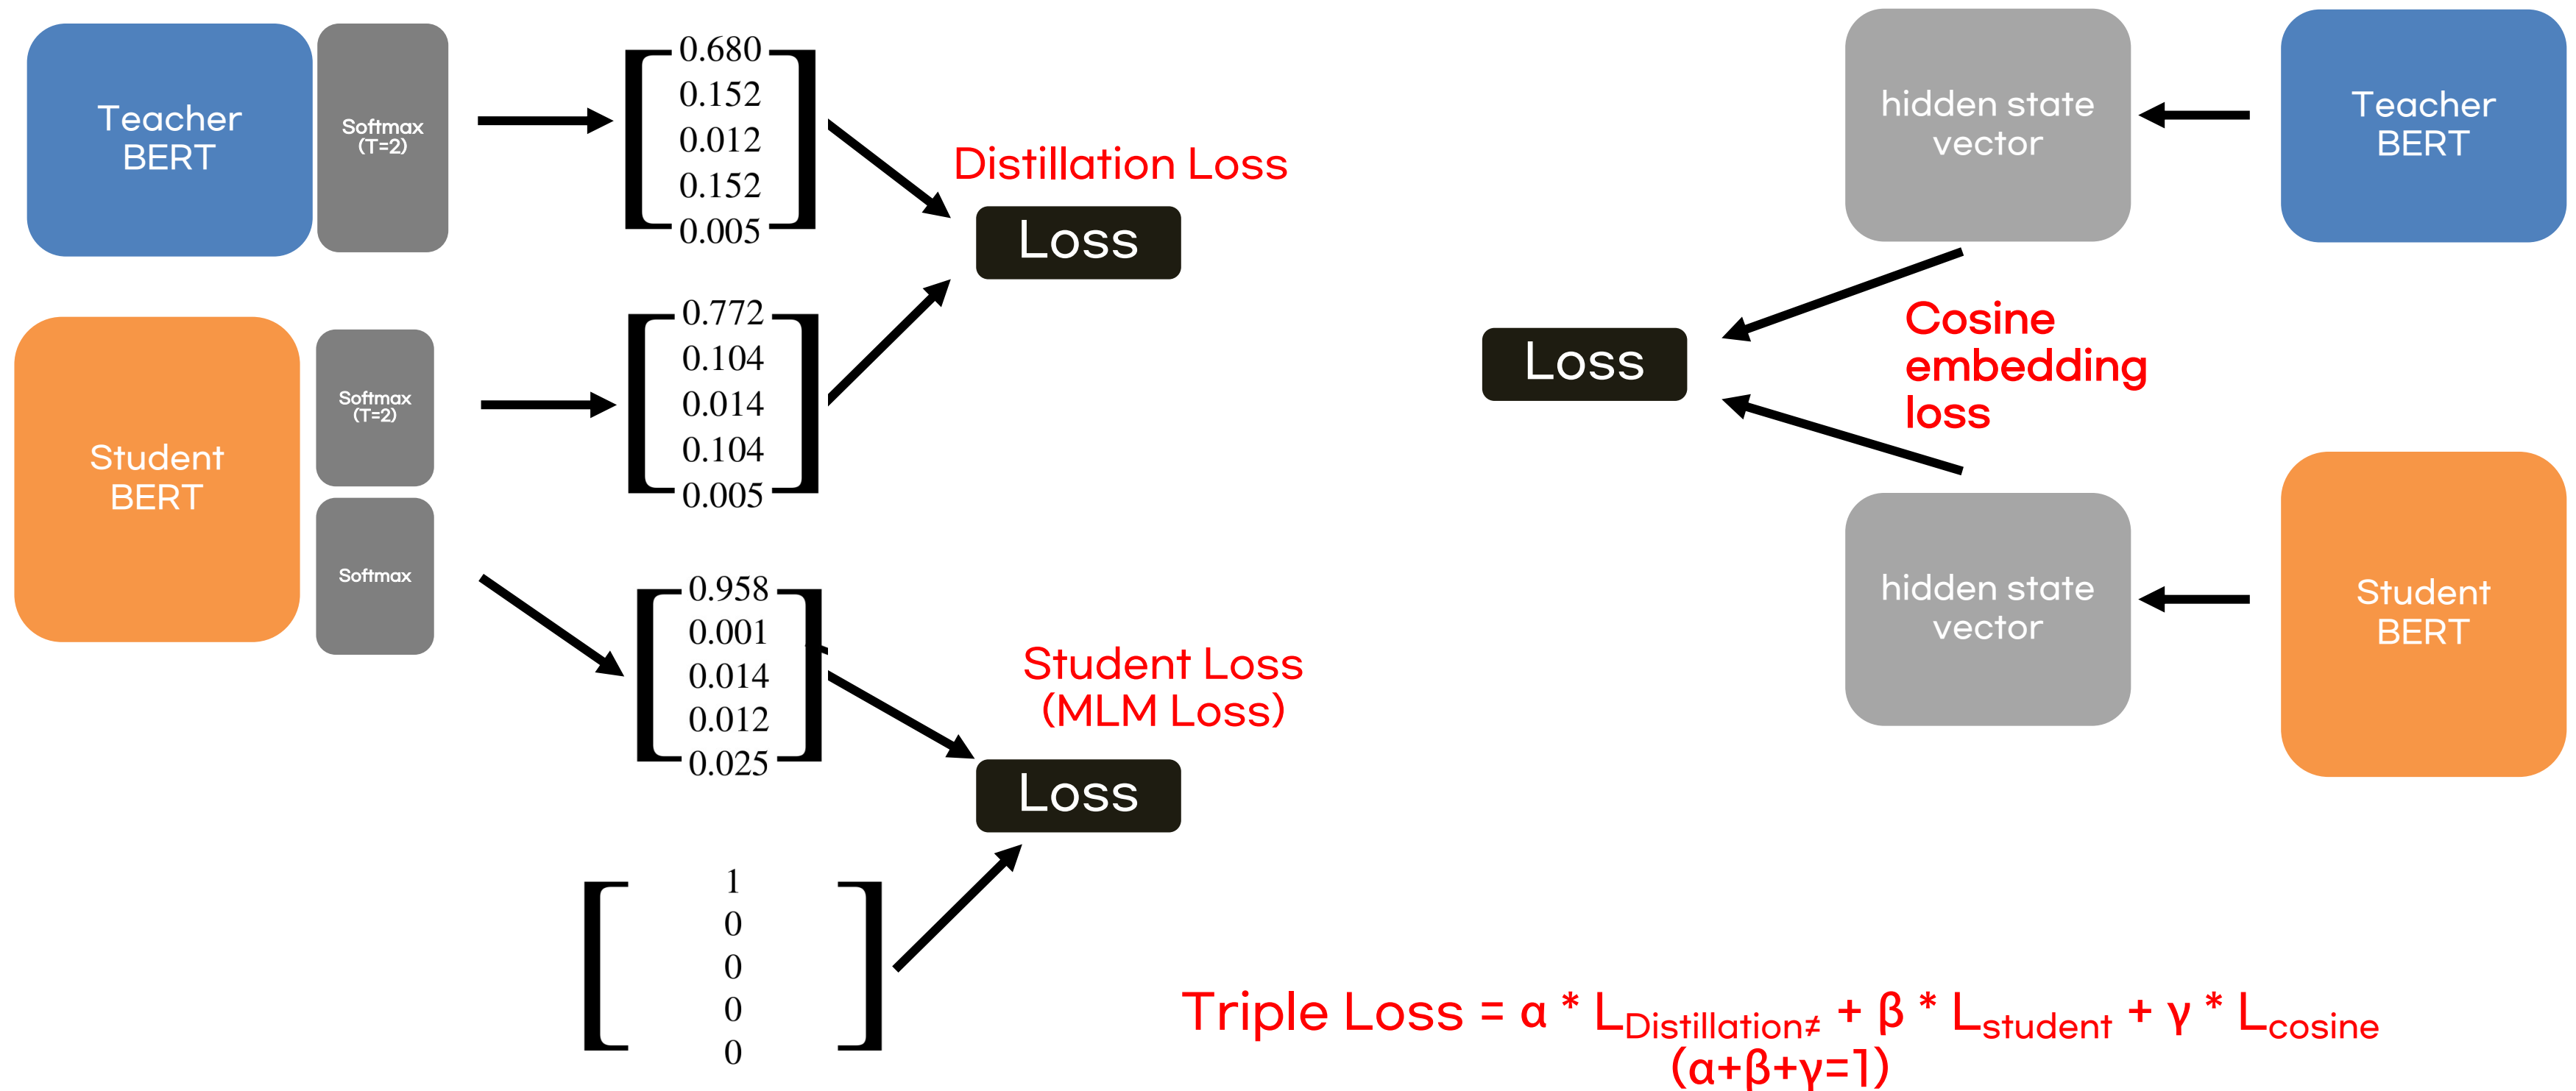 Teacher
BERT
Softmax
(T=2)
0.680
0.152
0.012
0.152
0.005
Distillation Loss
Loss
Student
BERT
Softmax
(T=2)
0.772
0.104
0.014
0.104
0.005
Softmax
0.958
0.001
0.014
0.012
0.025
Student Loss
(MLM Loss)
Loss
1
0
0
0
0
hidden state
vector
Teacher
BERT
Loss
Cosine
embedding
loss
hidden state
vector
Student
BERT
Triple Loss = α * L_Distillation≠ + β * L_student + γ * L_cosine
(α+β+γ=1)